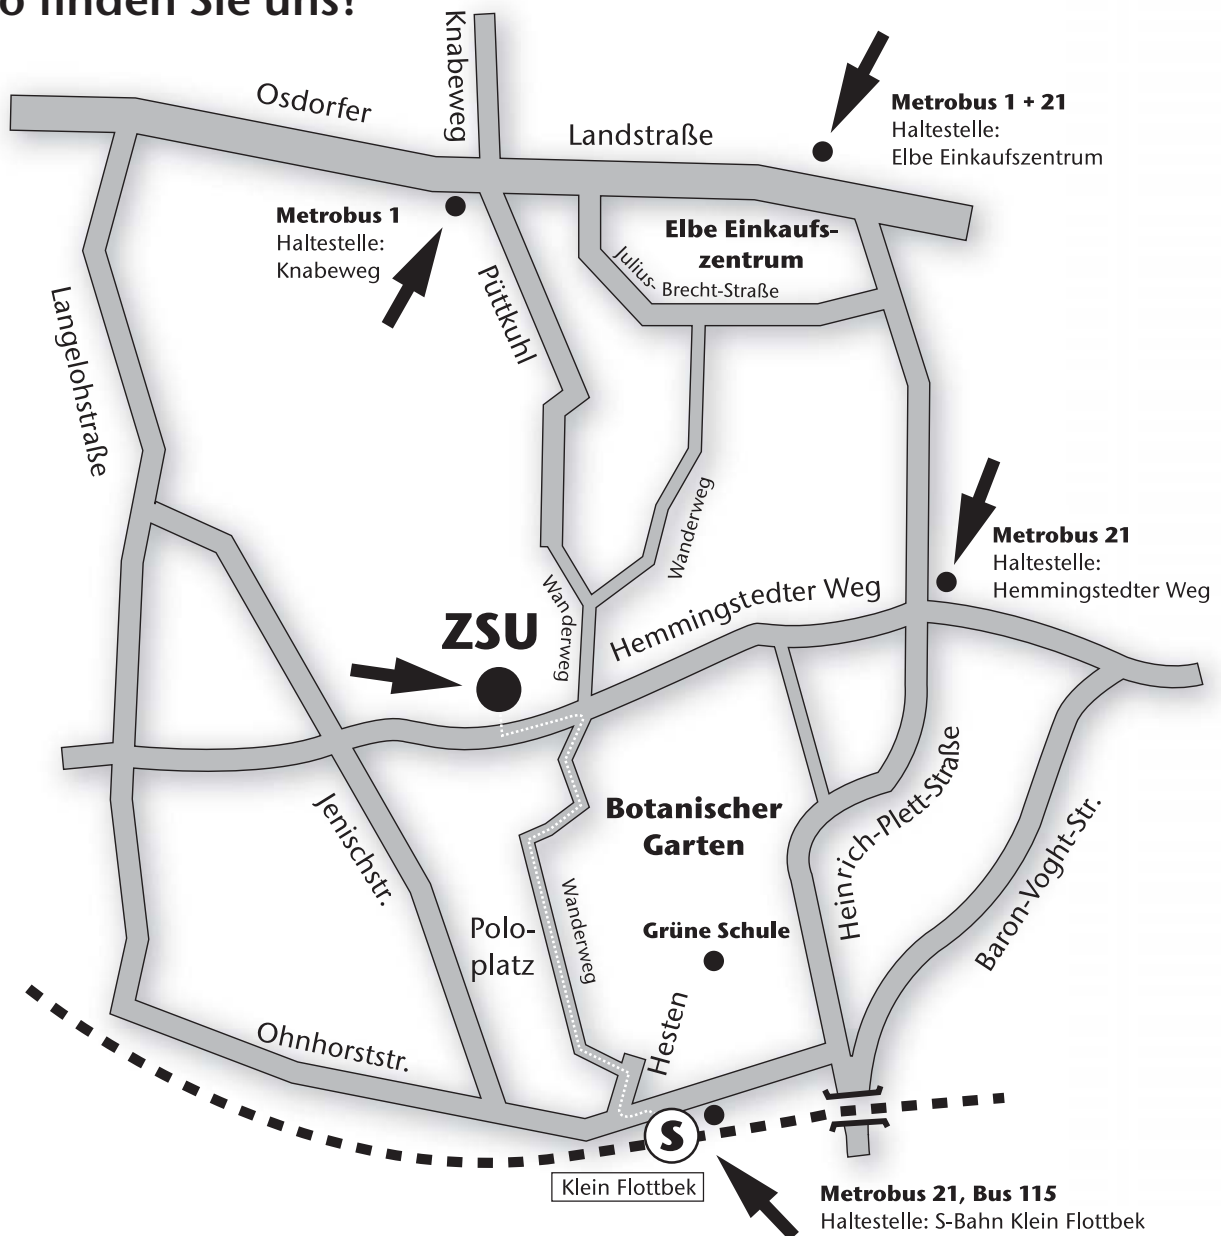 o finden Sie uns?
Knabeweg
Osdorfer
Landstraße
Metrobus 1 + 21
Haltestelle:
Elbe Einkaufszentrum
Metrobus 1
Haltestelle:
Knabeweg
Elbe Einkaufs-
zentrum
Julius-
Brecht-Straße
Püttkuhl
Langelohstraße
Wanderweg
Metrobus 21
Haltestelle:
Hemmingstedter Weg
Wanderweg
Hemmingstedter Weg
ZSU
Jenischstr.
Botanischer
Garten
Heinrich-Plett-Straße
Baron-Voght-Str.
Wanderweg
Polo-
platz
Grüne Schule
Hesten
Ohnhorststr.
S
Klein Flottbek
Metrobus 21, Bus 115
Haltestelle: S-Bahn Klein Flottbek